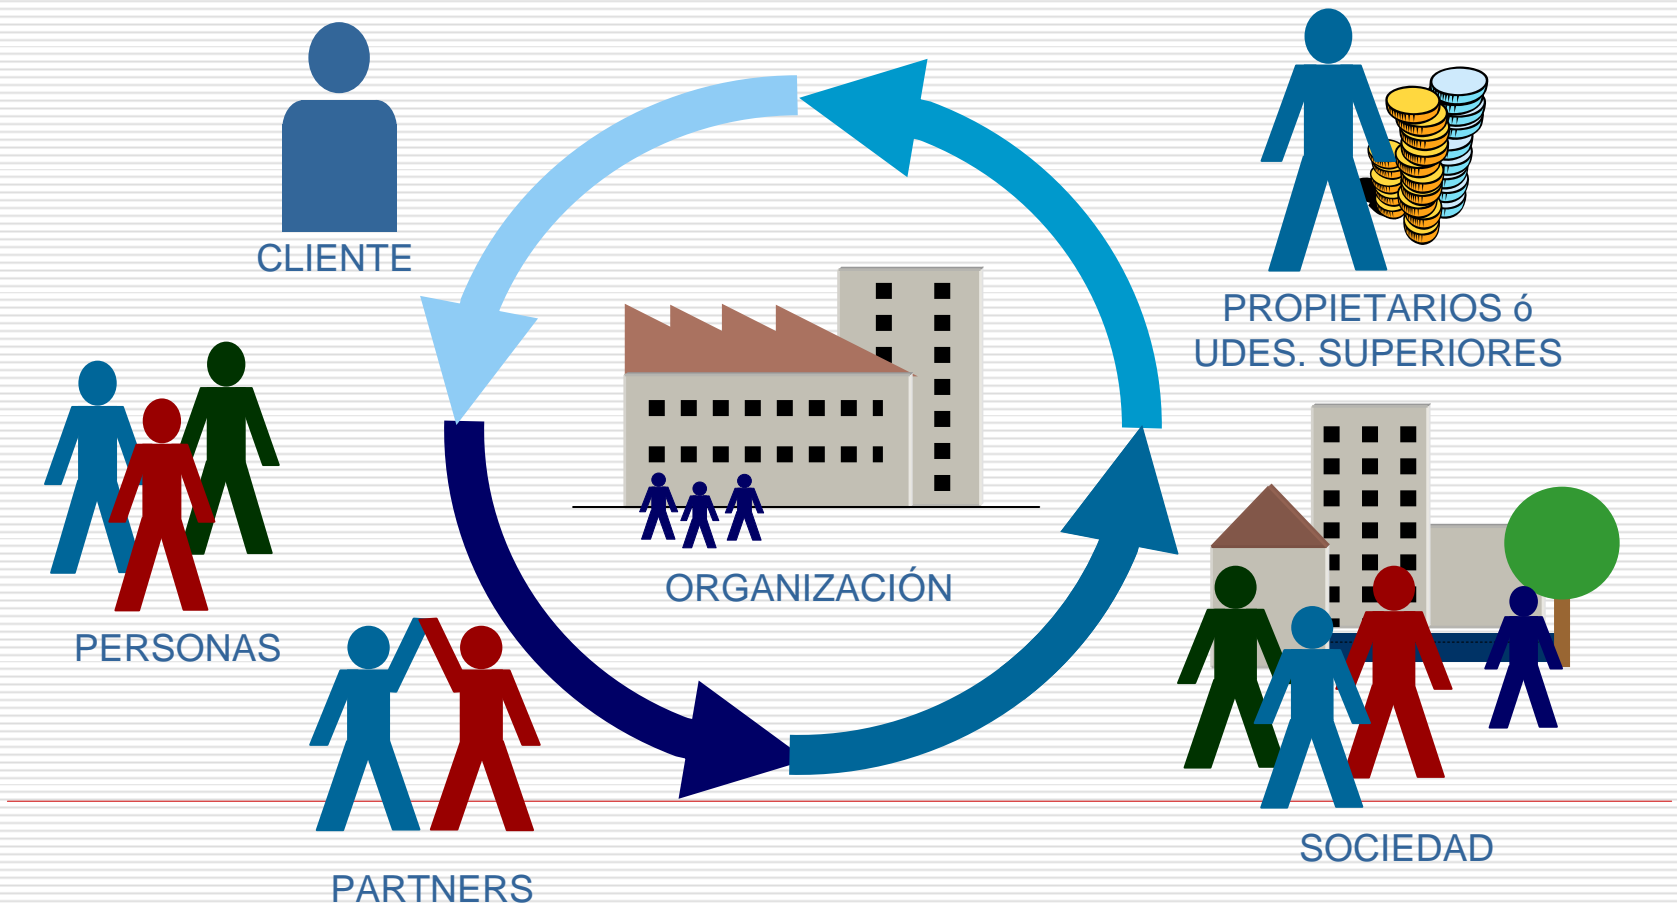 CLIENTE
PROPIETARIOS ó
UDES. SUPERIORES
ORGANIZACIÓN
PERSONAS
SOCIEDAD
PARTNERS